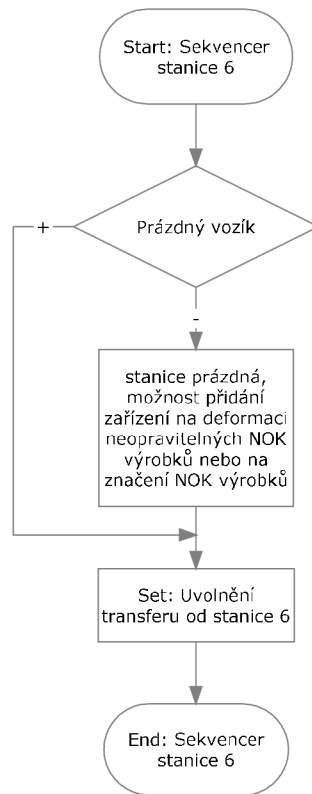 Start: Sekvencer
stanice 6
Prázdný vozík
+
-
stanice prázdná,
možnost přidání
zařízení na deformaci
neopravitelných NOK
výrobků nebo na
značení NOK výrobků
Set: Uvolnění
transferu od stanice 6
End: Sekvencer
stanice 6